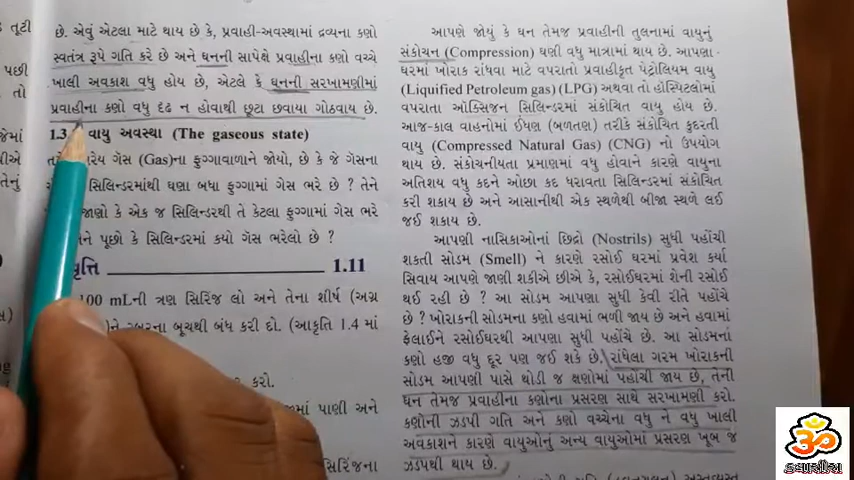 છે. એવું એટલા માટે થાય છે કે, પ્રવાહી-અવસ્થામાં દ્રવ્યના કણો
સ્વતંત્ર રૂપે ગતિ કરે છે અને ઘનની સાપેક્ષે પ્રવાહીના કણો વચ્ચે
ખાલી અવકાશ વધુ હોય છે, એટલે કે ઘનની સરખામણીમાં
પ્રવાહીના કણો વધુ દૃઢ ન હોવાથી છૂટા છવાયા ગોઠવાય છે.
1.3 વાયુ અવસ્થા (The gaseous state)
ગૅસ (Gas)ના ફુગ્ગાવાળાને જોયો, છે કે જે ગૅસના
સિલિન્ડરમાંથી ઘણા બધા ફુગ્ગામાં ગૅસ ભરે છે ? તેને
જાણો કે એક જ સિલિન્ડરથી તે કેટલા ફુગ્ગામાં ગૅસ ભરે
પૂછો કે સિલિન્ડરમાં કયો ગૅસ ભરેલો છે ?
1.11
100 mLની ત્રણ સિરિંજ લો અને તેના શીર્ષ (અગ્ર
રબરના બૂચથી બંધ કરી દો. (આકૃતિ 1.4 માં
કરો.
પાણી અને
સિરિંજના
આપણે જોયું કે ઘન તેમજ પ્રવાહીની તુલનામાં વાયુનું
સંકોચન (Compression) ઘણી વધુ માત્રામાં થાય છે. આપણા
ઘરમાં ખોરાક રાંધવા માટે વપરાતો પ્રવાહીકૃત પેટ્રોલિયમ વાયુ
(Liquified Petroleum gas) (LPG) અથવા તો હૉસ્પિટલોમાં
વપરાતા ઑક્સિજન સિલિન્ડરમાં સંકોચિત વાયુ હોય છે.
આજ-કાલ વાહનોમાં ઈંધણ (બળતણ) તરીકે સંકોચિત કુદરતી
વાયુ (Compressed Natural Gas) (CNG) નો ઉપયોગ
થાય છે. સંકોચનીયતા પ્રમાણમાં વધુ હોવાને કારણે વાયુના
અતિશય વધુ કદને ઓછા કદ ધરાવતા સિલિન્ડરમાં સંકોચિત
કરી શકાય છે અને આસાનીથી એક સ્થળેથી બીજા સ્થળે લઈ
જઈ શકાય છે.
આપણી નાસિકાઓનાં છિદ્રો (Nostrils) સુધી પહોંચી
શકતી સોડમ (Smell) ને કારણે રસોઈ ઘરમાં પ્રવેશ કર્યા
સિવાય આપણે જાણી શકીએ છીએ કે, રસોઈઘરમાં શેની રસોઈ
થઈ રહી છે ? આ સોડમ આપણા સુધી કેવી રીતે પહોંચે
છે ? ખોરાકની સોડમના કણો હવામાં ભળી જાય છે અને હવામાં
ફેલાઈને રસોઈઘરથી આપણા સુધી પહોંચે છે. આ સોડમનાં
કણો હજી વધુ દૂર પણ જઈ શકે છે. રાંધેલા ગરમ ખોરાકની
સોડમ આપણી પાસે થોડી જ ક્ષણોમાં પહોંચી જાય છે, તેની
ઘન તેમજ પ્રવાહીના કણોના પ્રસરણ સાથે સરખામણી કરો.
કણોની ઝડપી ગતિ અને કણો વચ્ચેના વધુ ને વધુ ખાલી
અવકાશને કારણે વાયુઓનું અન્ય વાયુઓમાં પ્રસરણ ખૂબ જ
ઝડપથી થાય છે.